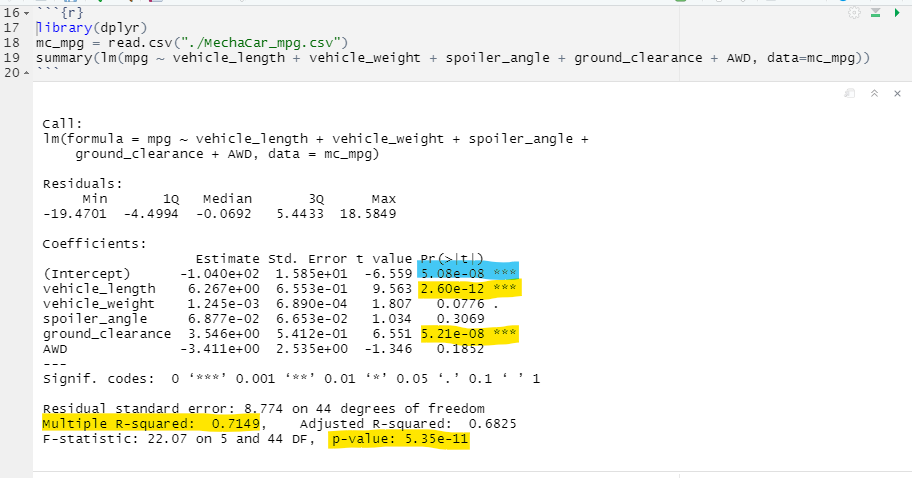 16 ```{r}
17 library(dplyr)
18 mc_mpg = read.csv("./MechaCar_mpg.csv")
19 summary(lm(mpg ~ vehicle_length + vehicle_weight + spoiler_angle + ground_clearance + AWD, data=mc_mpg))
20 ```
Call:
lm(formula = mpg ~ vehicle_length + vehicle_weight + spoiler_angle +
    ground_clearance + AWD, data = mc_mpg)
Residuals:
     Min       1Q   Median       3Q      Max
-19.4701  -4.4994  -0.0692   5.4433  18.5849
Coefficients:
                   Estimate Std. Error t value Pr(>|t|)
(Intercept)      -1.040e+02  1.585e+01  -6.559 5.08e-08 ***
vehicle_length    6.267e+00  6.553e-01   9.563 2.60e-12 ***
vehicle_weight    1.245e-03  6.890e-04   1.807   0.0776 .
spoiler_angle     6.877e-02  6.653e-02   1.034   0.3069
ground_clearance  3.546e+00  5.412e-01   6.551 5.21e-08 ***
AWD              -3.411e+00  2.535e+00  -1.346   0.1852
---
Signif. codes:  0 ‘***’ 0.001 ‘**’ 0.01 ‘*’ 0.05 ‘.’ 0.1 ‘ ’ 1
Residual standard error: 8.774 on 44 degrees of freedom
Multiple R-squared:  0.7149,	Adjusted R-squared:  0.6825
F-statistic: 22.07 on 5 and 44 DF,  p-value: 5.35e-11